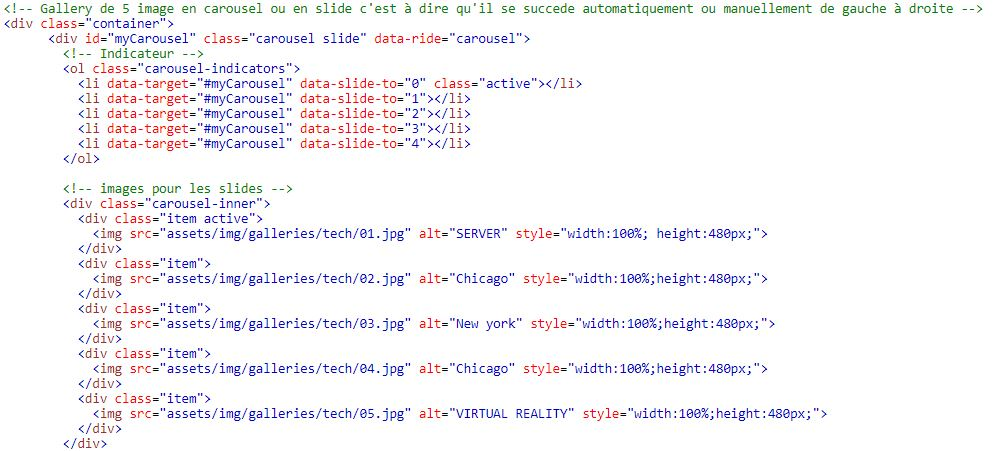 <!-- Gallery de 5 image en carousel ou en slide c'est à dire qu'il se succede automatiquement ou manuellement de gauche à droite -->
<div class="container">
<div id="myCarousel" class="carousel slide" data-ride="carousel">
<!-- Indicateur -->
<ol class="carousel-indicators">
<li data-target="#myCarousel" data-slide-to="0" class="active"></li>
<li data-target="#myCarousel" data-slide-to="1"></li>
<li data-target="#myCarousel" data-slide-to="2"></li>
<li data-target="#myCarousel" data-slide-to="3"></li>
<li data-target="#myCarousel" data-slide-to="4"></li>
</ol>
<!-- images pour les slides -->
<div class="carousel-inner">
<div class="item active">
<img src="assets/img/galleries/tech/01.jpg" alt="SERVER" style="width:100%; height:480px;">
</div>
<div class="item">
<img src="assets/img/galleries/tech/02.jpg" alt="Chicago" style="width:100%;height:480px;">
</div>
<div class="item">
<img src="assets/img/galleries/tech/03.jpg" alt="New york" style="width:100%;height:480px;">
</div>
<div class="item">
<img src="assets/img/galleries/tech/04.jpg" alt="Chicago" style="width:100%;height:480px;">
</div>
<div class="item">
<img src="assets/img/galleries/tech/05.jpg" alt="VIRTUAL REALITY" style="width:100%;height:480px;">
</div>
</div>